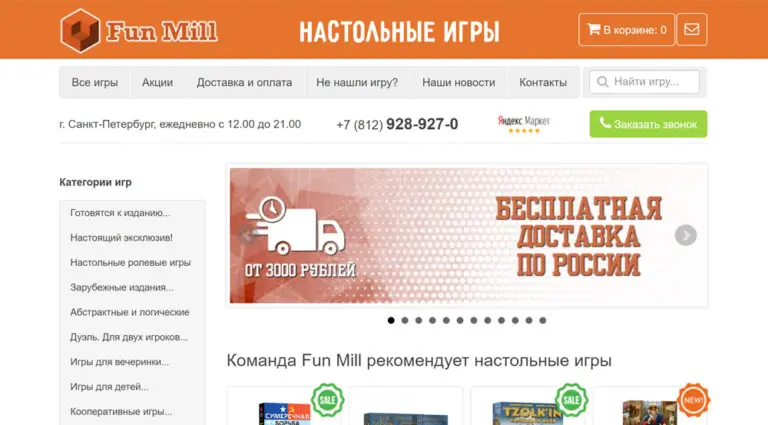 Fun Mill
НАСТОЛЬНЫЕ ИГРЫ
В корзине: 0
Все игры
Акции
Доставка и оплата
Не нашли игру?
Наши новости
Контакты
Найти игру...
г. Санкт-Петербург, ежедневно с 12.00 до 21.00
+7 (812) 928-927-0
Яндекс Маркет
Заказать звонок
Категории игр
Готовятся к изданию...
Настоящий эксклюзив!
Настольные ролевые игры
Зарубежные издания...
Абстрактные и логические
Дуэль. Для двух игроков...
Игры для вечеринки...
Игры для детей...
Кооперативные игры...
ОТ 3000 РУБЛЕЙ
БЕСПЛАТНАЯ
ДОСТАВКА
ПО РОССИИ
Команда Fun Mill рекомендует настольные игры
SALE
СУМЕРЕЧНАЯ
БОРЬБА
SALE
TZOLK'IN
NEW!